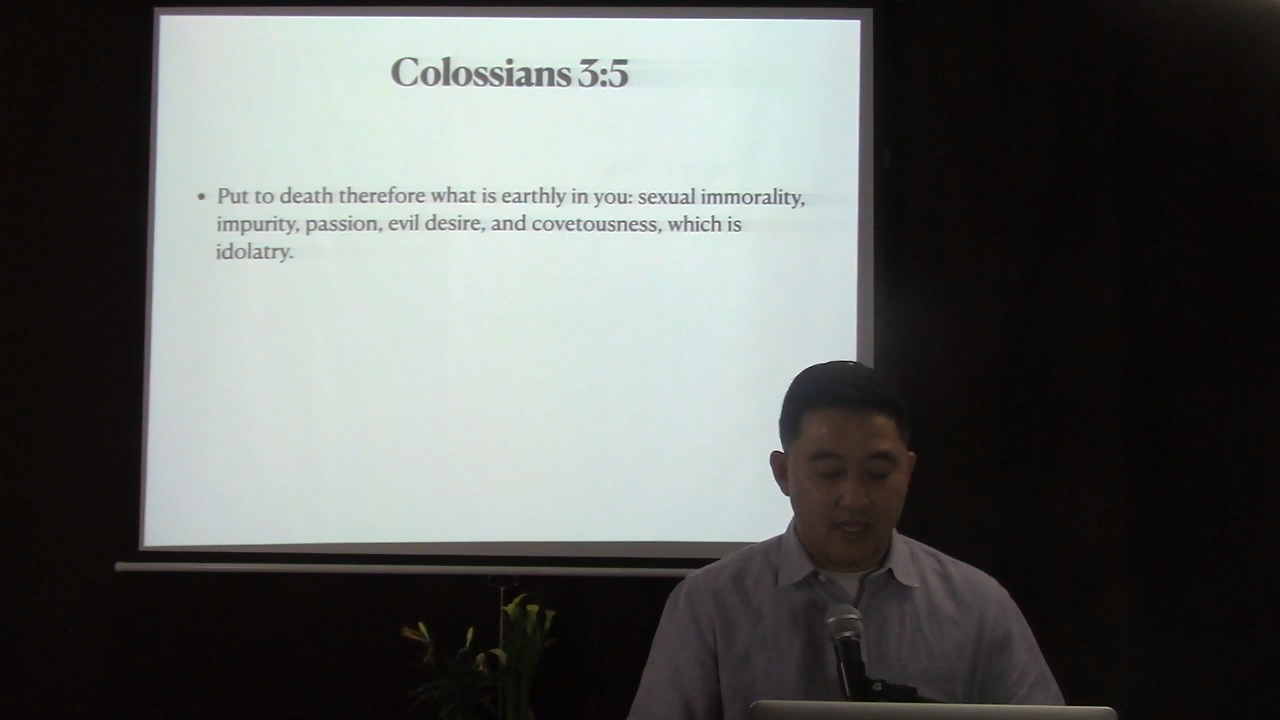 Colossians 3:5
• Put to death therefore what is earthly in you: sexual immorality,
impurity, passion, evil desire, and covetousness, which is
idolatry.